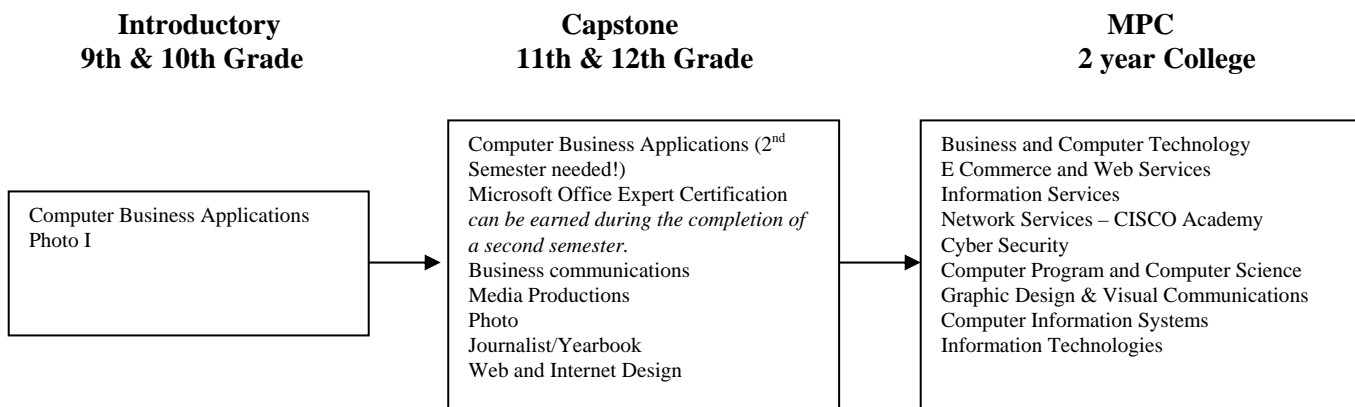 Introductory
9th & 10th Grade
Capstone
11th & 12th Grade
MPC
2 year College
Computer Business Applications
Photo I
Computer Business Applications (2nd
Semester needed!)
Microsoft Office Expert Certification
can be earned during the completion of
a second semester.
Business communications
Media Productions
Photo
Journalist/Yearbook
Web and Internet Design
Business and Computer Technology
E Commerce and Web Services
Information Services
Network Services – CISCO Academy
Cyber Security
Computer Program and Computer Science
Graphic Design & Visual Communications
Computer Information Systems
Information Technologies